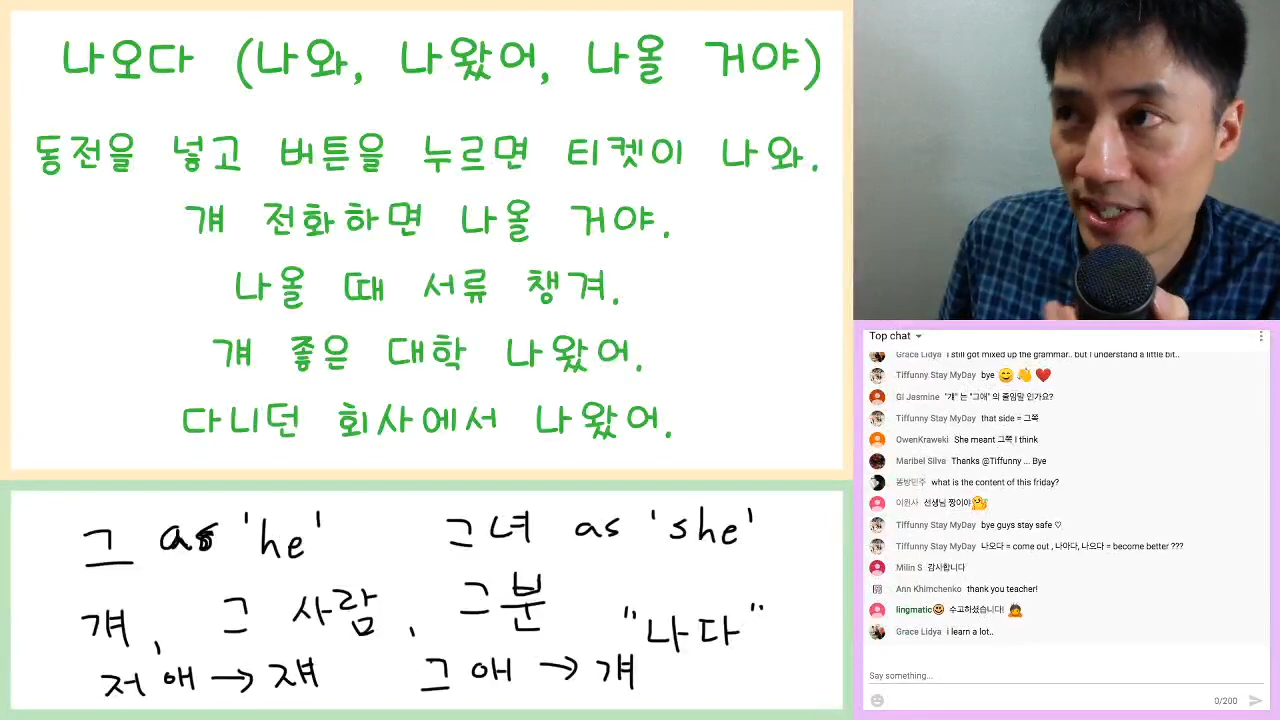 나오다 (나와, 나왔어, 나올 거야)
동전을 넣고 버튼을 누르면 티켓이 나와.
걔 전화하면 나올 거야.
나올 때 서류 챙겨.
걔 좋은 대학 나왔어.
다니던 회사에서 나왔어.
그 as 'he' 그녀 as 'she'
걔, 그 사람, 그분 "나다"
저 애 → 쟤 그 애 → 걔
Top chat
Grace Lidya I still got mixed up the grammar.. but I understand a little bit..
Tiffunny Stay MyDay bye 😊 👋 ❤️
GI Jasmine "걔" 는 "그애" 의 줄임말 인가요?
Tiffunny Stay MyDay that side = 그쪽
OwenKraweki She meant 그쪽 I think
Maribel Silva Thanks @Tiffunny ... Bye
똥방민주 what is the content of this friday?
이원사 선생님 짱이야🤗
Tiffunny Stay MyDay bye guys stay safe ♡
Tiffunny Stay MyDay 나오다 = come out , 나아다, 나으다 = become better ???
Milin S 감사합니다
Ann Khimchenko thank you teacher!
lingmatic 수고하셨습니다! 🙇
Grace Lidya i learn a lot..
Say something...
0/200